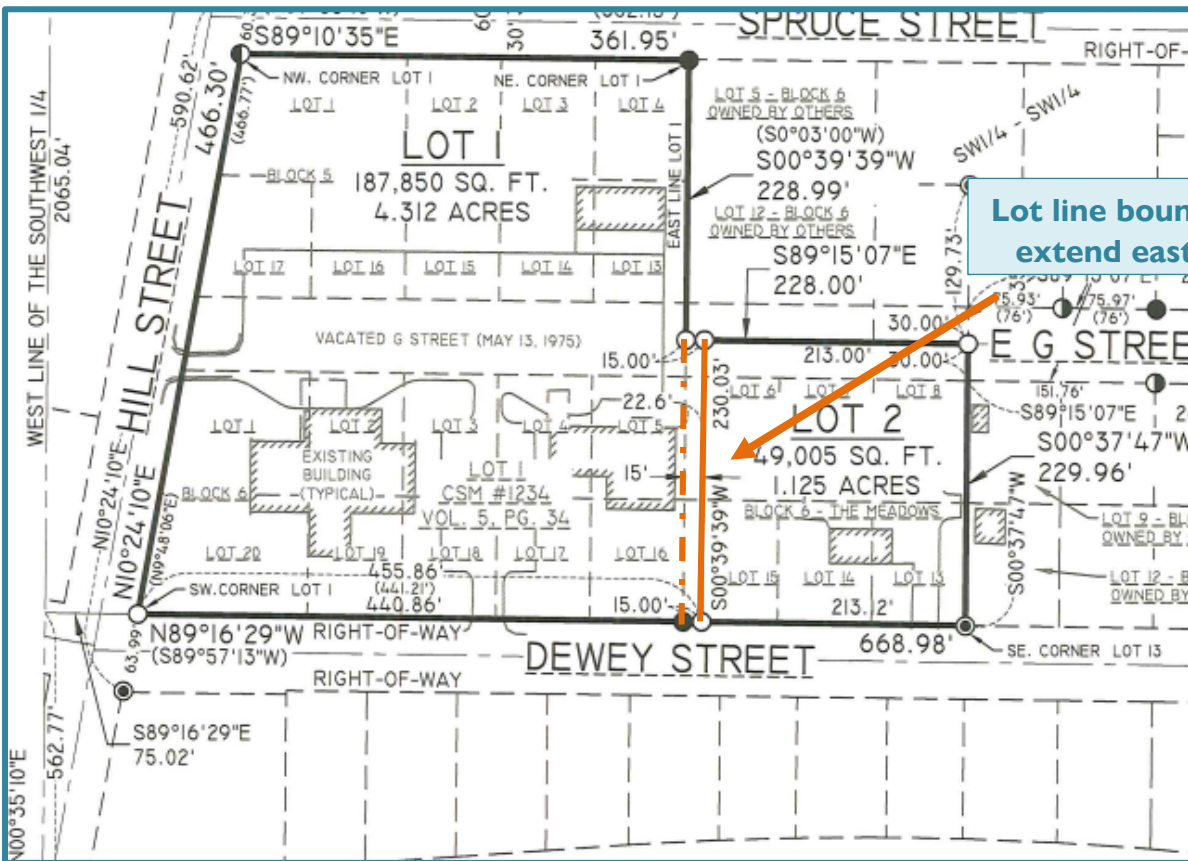 SPRUCE STREET
RIGHT-OF-
S89°10'35"E
361.95'
NW. CORNER LOT 1
NE. CORNER LOT 1
590.62'
466.30'
(466.77')
LOT 1
LOT 2
LOT 3
LOT 4
LOT 1
187,850 SQ. FT.
4.312 ACRES
BLOCK 5
EAST LINE LOT 1
LOT 5 - BLOCK 6
OWNED BY OTHERS
(S0°03'00"W)
S00°39'39"W
228.99'
LOT 12 - BLOCK 6
OWNED BY OTHERS
S89°15'07"E
228.00'
SW1/4 - SW1/4
129.73'
Lot line boun
extend east
75.93'
(76')
75.97'
(76')
WEST LINE OF THE SOUTHWEST 1/4
2065.04'
HILL STREET
LOT 17
LOT 16
LOT 15
LOT 14
LOT 13
VACATED G STREET (MAY 13, 1975)
15.00'
30.00'
213.00'
30.00'
E G STREE
151.76'
S89°15'07"E
S00°37'47"W
229.96'
22.6'
230.03'
LOT 6
LOT 8
LOT 2
49,005 SQ. FT.
1.125 ACRES
BLOCK 6 - THE MEADOWS
LOT 1
LOT 2
LOT 3
LOT 4
LOT 5
EXISTING
BUILDING
(TYPICAL)
LOT 1
CSM #1234
VOL. 5, PG. 34
15'
BLOCK 6
LOT 20
LOT 19
LOT 18
LOT 17
LOT 16
S00°39'39"W
LOT 15
LOT 14
LOT 13
S00°37'47"W
LOT 9 - BL
OWNED BY
LOT 12 - B
OWNED BY
N10°24'10"E
N10°24'10"E
(N9°48'06"E)
455.86'
(441.21')
440.86'
15.00'
213.12'
SW. CORNER LOT 1
N89°16'29"W
(S89°57'13"W)
RIGHT-OF-WAY
668.98'
SE. CORNER LOT 13
63.99
DEWEY STREET
RIGHT-OF-WAY
S89°16'29"E
75.02'
562.77'
N00°35'10"E